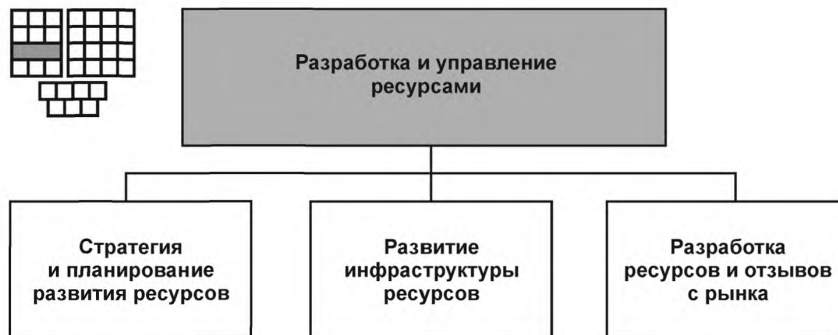 Разработка и управление
ресурсами
Стратегия
и планирование
развития ресурсов
Развитие
инфраструктуры
ресурсов
Разработка
ресурсов и отзывов
с рынка